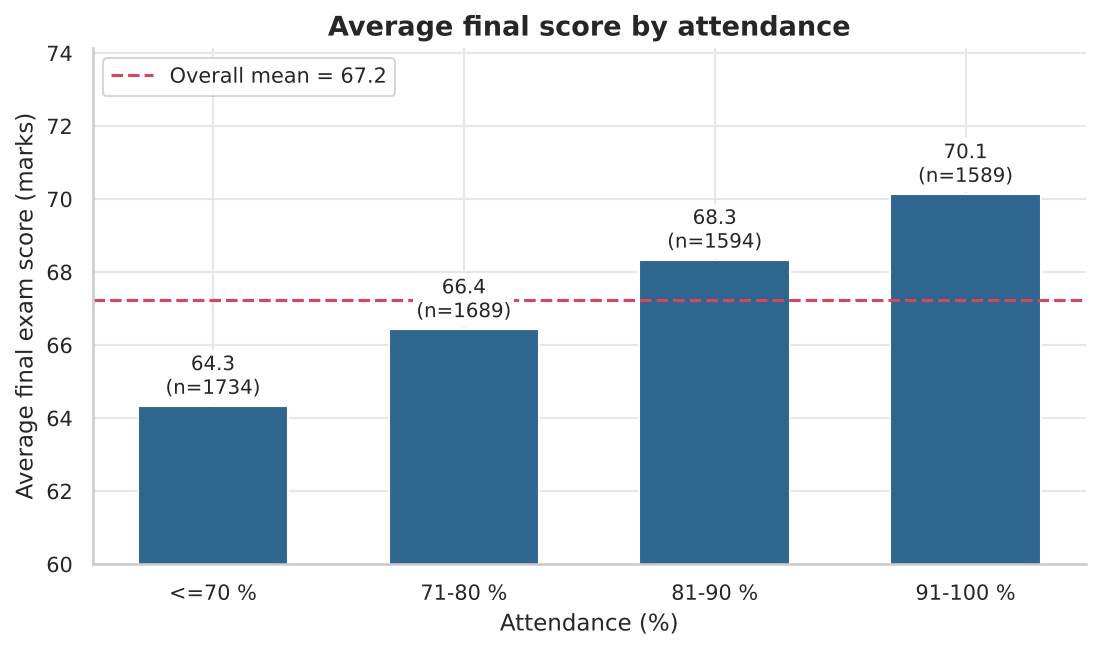 Average final score by attendance
Average final exam score (marks)
74
72
70
68
66
64
62
60
Overall mean = 67.2
64.3
(n=1734)
66.4
(n=1689)
68.3
(n=1594)
70.1
(n=1589)
<=70 %
71-80 %
81-90 %
91-100 %
Attendance (%)